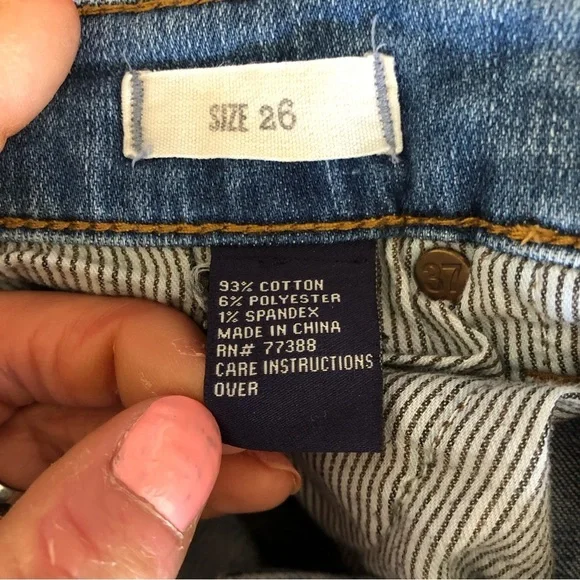 SIZE 26
37
93% COTTON
6% POLYESTER
1% SPANDEX
MADE IN CHINA
RN# 77388
CARE INSTRUCTIONS
OVER